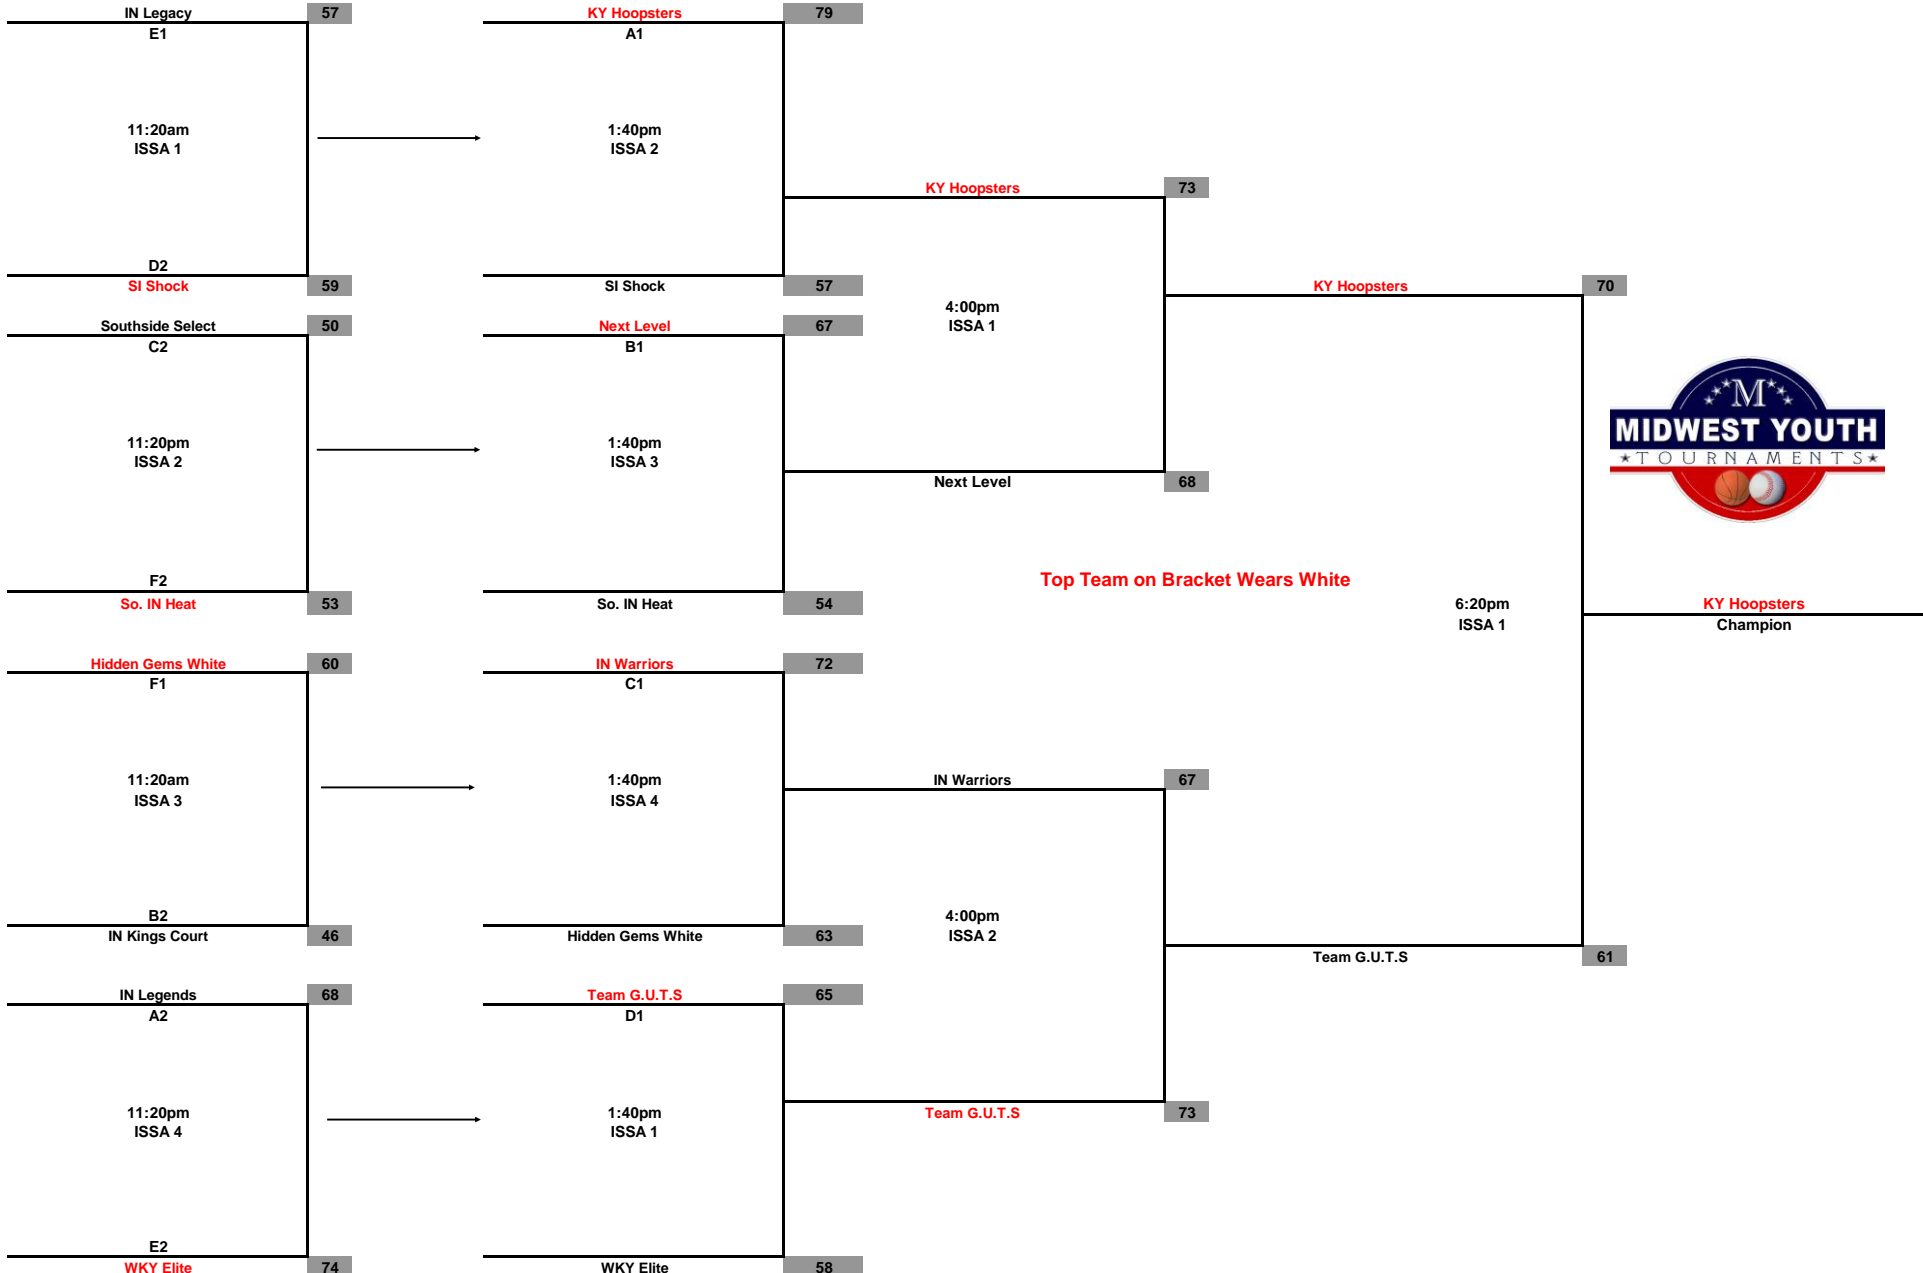 IN Legacy 57 KY Hoopsters 79
E1 A1
11:20am 1:40pm
ISSA 1 ISSA 2
KY Hoopsters 73
D2
SI Shock 59 SI Shock 57 KY Hoopsters 70
4:00pm
Southside Select 50 Next Level 67 ISSA 1
C2 B1
M
MIDWEST YOUTH
TOURNAMENTS
11:20pm 1:40pm
ISSA 2 ISSA 3
Next Level 68
F2 Top Team on Bracket Wears White
So. IN Heat 53 So. IN Heat 54 6:20pm KY Hoopsters
ISSA 1 Champion
Hidden Gems White 60 IN Warriors 72
F1 C1
11:20am 1:40pm IN Warriors 67
ISSA 3 ISSA 4
B2 4:00pm
IN Kings Court 46 Hidden Gems White 63 ISSA 2
Team G.U.T.S 61
IN Legends 68 Team G.U.T.S 65
A2 D1
11:20pm 1:40pm Team G.U.T.S 73
ISSA 4 ISSA 1
E2
WKY Elite 74 WKY Elite 58